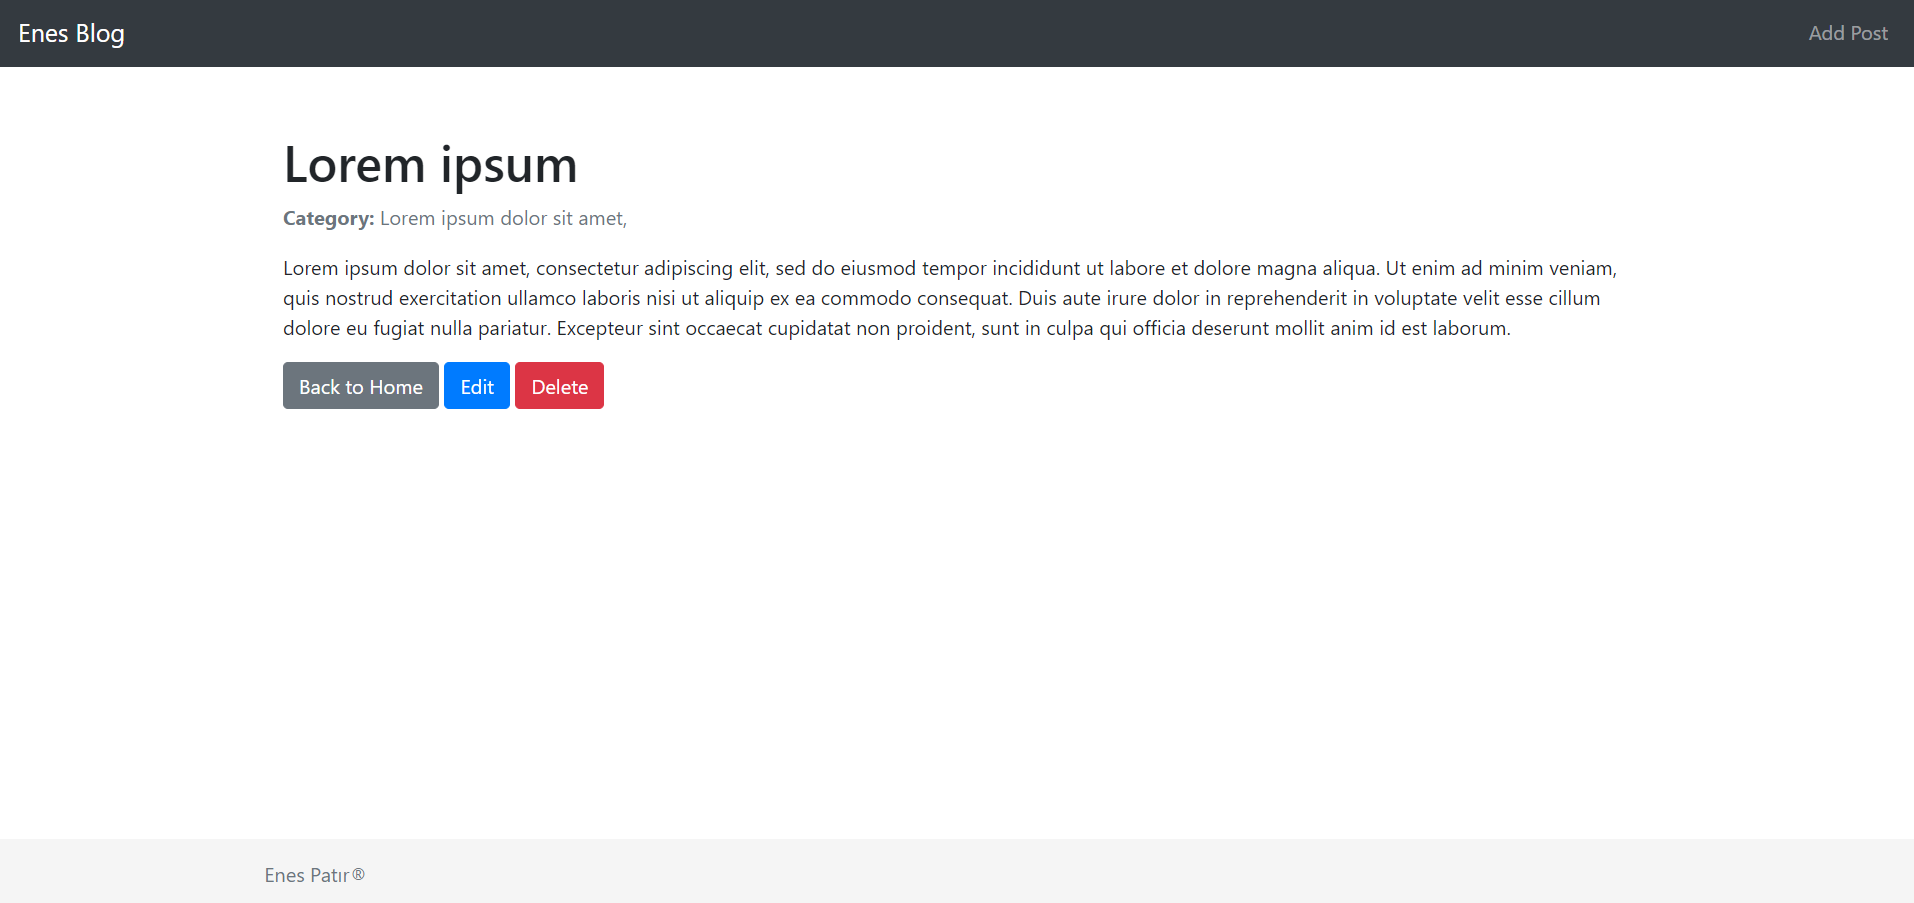 Enes Blog
Add Post
Lorem ipsum
Category: Lorem ipsum dolor sit amet,
Lorem ipsum dolor sit amet, consectetur adipiscing elit, sed do eiusmod tempor incididunt ut labore et dolore magna aliqua. Ut enim ad minim veniam,
quis nostrud exercitation ullamco laboris nisi ut aliquip ex ea commodo consequat. Duis aute irure dolor in reprehenderit in voluptate velit esse cillum
dolore eu fugiat nulla pariatur. Excepteur sint occaecat cupidatat non proident, sunt in culpa qui officia deserunt mollit anim id est laborum.
Back to Home
Edit
Delete
Enes Patır®